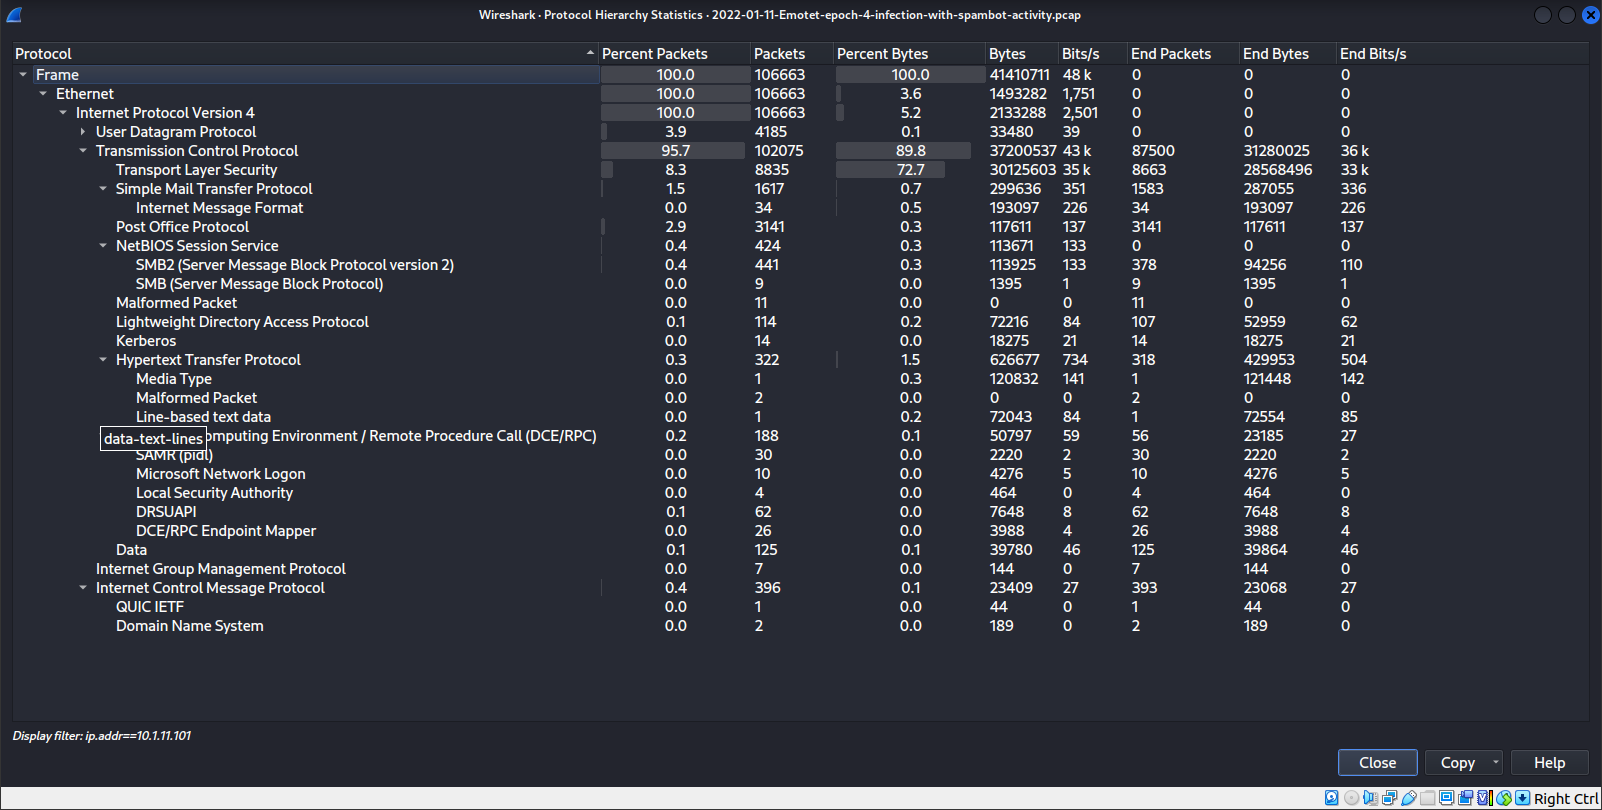 Wireshark · Protocol Hierarchy Statistics · 2022-01-11-Emotet-epoch-4-infection-with-spambot-activity.pcap
Protocol Percent Packets Packets Percent Bytes Bytes Bits/s End Packets End Bytes End Bits/s
Frame 100.0 106663 100.0 41410711 48 k 0 0 0
Ethernet 100.0 106663 3.6 1493282 1,751 0 0 0
Internet Protocol Version 4 100.0 106663 5.2 2133288 2,501 0 0 0
User Datagram Protocol 3.9 4185 0.1 33480 39 0 0 0
Transmission Control Protocol 95.7 102075 89.8 37200537 43 k 87500 31280025 36 k
Transport Layer Security 8.3 8835 72.7 30125603 35 k 8663 28568496 33 k
Simple Mail Transfer Protocol 1.5 1617 0.7 299636 351 1583 287055 336
Internet Message Format 0.0 34 0.5 193097 226 34 193097 226
Post Office Protocol 2.9 3141 0.3 117611 137 3141 117611 137
NetBIOS Session Service 0.4 424 0.3 113671 133 0 0 0
SMB2 (Server Message Block Protocol version 2) 0.4 441 0.3 113925 133 378 94256 110
SMB (Server Message Block Protocol) 0.0 9 0.0 1395 1 9 1395 1
Malformed Packet 0.0 11 0.0 0 0 11 0 0
Lightweight Directory Access Protocol 0.1 114 0.2 72216 84 107 52959 62
Kerberos 0.0 14 0.0 18275 21 14 18275 21
Hypertext Transfer Protocol 0.3 322 1.5 626677 734 318 429953 504
Media Type 0.0 1 0.3 120832 141 1 121448 142
Malformed Packet 0.0 2 0.0 0 0 2 0 0
Line-based text data 0.0 1 0.2 72043 84 1 72554 85
data-text-lines omputing Environment / Remote Procedure Call (DCE/RPC) 0.2 188 0.1 50797 59 56 23185 27
SAMR (pidl) 0.0 30 0.0 2220 2 30 2220 2
Microsoft Network Logon 0.0 10 0.0 4276 5 10 4276 5
Local Security Authority 0.0 4 0.0 464 0 4 464 0
DRSUAPI 0.1 62 0.0 7648 8 62 7648 8
DCE/RPC Endpoint Mapper 0.0 26 0.0 3988 4 26 3988 4
Data 0.1 125 0.1 39780 46 125 39864 46
Internet Group Management Protocol 0.0 7 0.0 144 0 7 144 0
Internet Control Message Protocol 0.4 396 0.1 23409 27 393 23068 27
QUIC IETF 0.0 1 0.0 44 0 1 44 0
Domain Name System 0.0 2 0.0 189 0 2 189 0
Display filter: ip.addr==10.1.11.101
Close Copy Help
Right Ctrl